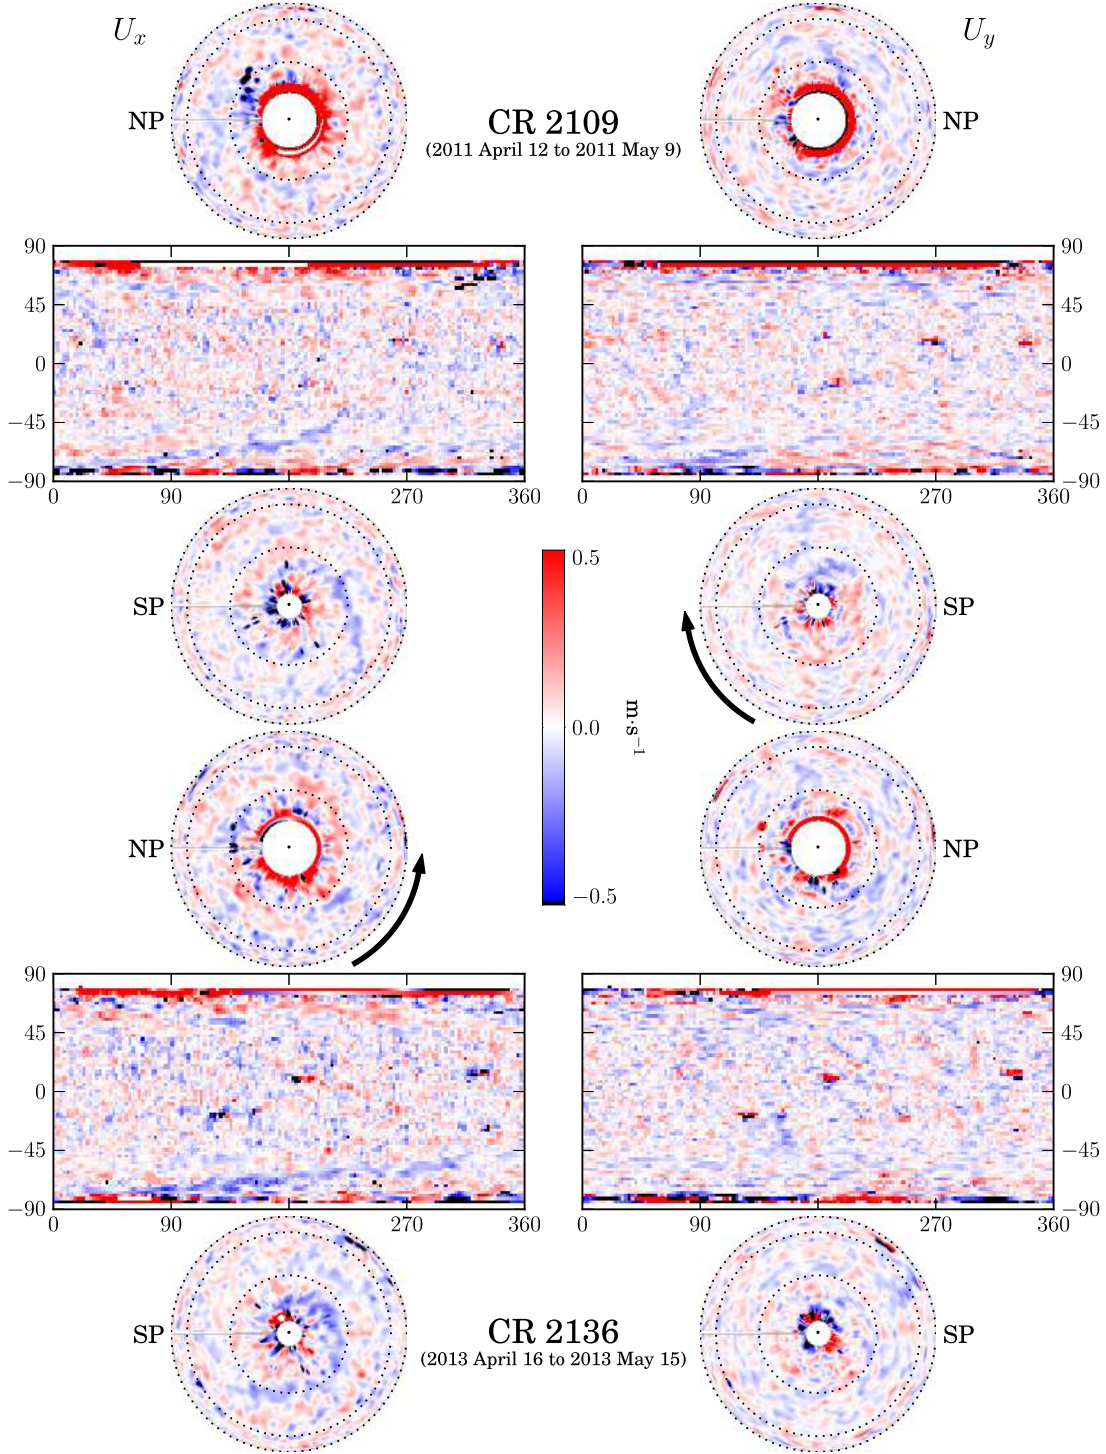 U_x U_y
NP CR 2109 NP
(2011 April 12 to 2011 May 9)
90 90
45 45
0 0
−45 −45
−90 −90
0 90 270 360 0 90 270 360
0.5
SP SP
0.0
m·s⁻¹
NP −0.5 NP
90 90
45 45
0 0
−45 −45
−90 −90
0 90 270 360 0 90 270 360
SP CR 2136 SP
(2013 April 16 to 2013 May 15)